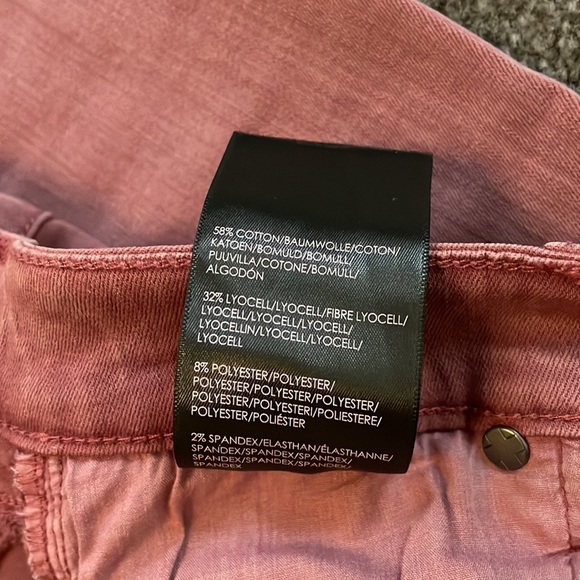 58% COTTON/BAUMWOLLE/COTON/
KATOEN/BOMULD/BOMULL/
PUUVILLA/COTONE/BOMULL/
ALGODÓN
32% LYOCELL/LYOCELL/FIBRE LYOCELL/
LYOCELL/LYOCELL/LYOCELL/
LYOCELLIN/LYOCELL/LYOCELL/
LYOCELL
8% POLYESTER/POLYESTER/
POLYESTER/POLYESTER/POLYESTER/
POLYESTER/POLYESTERI/POLIESTERE/
POLYESTER/POLIÉSTER
2% SPANDEX/ELASTHAN/ÉLASTHANNE/
SPANDEX/SPANDEX/SPANDEX/
SPANDEX/SPANDEX/SPANDEX/
SPANDEX